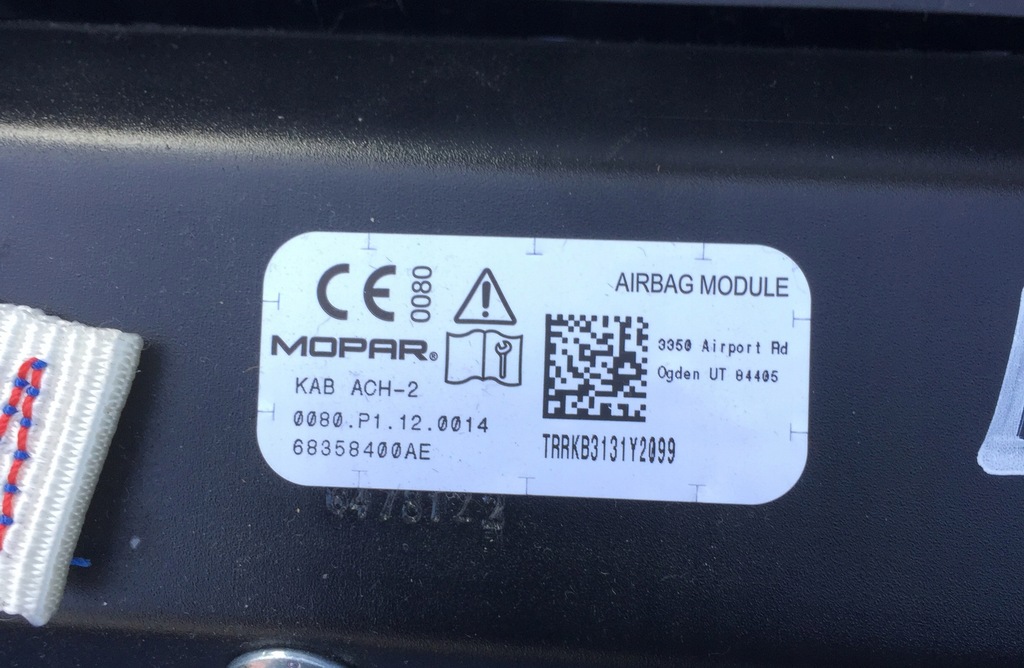 CE 0080
AIRBAG MODULE
MOPAR®
3350 Airport Rd
Ogden UT 84405
KAB ACH-2
0080.P1.12.0014
68358400AE
TRRKB3131Y2099